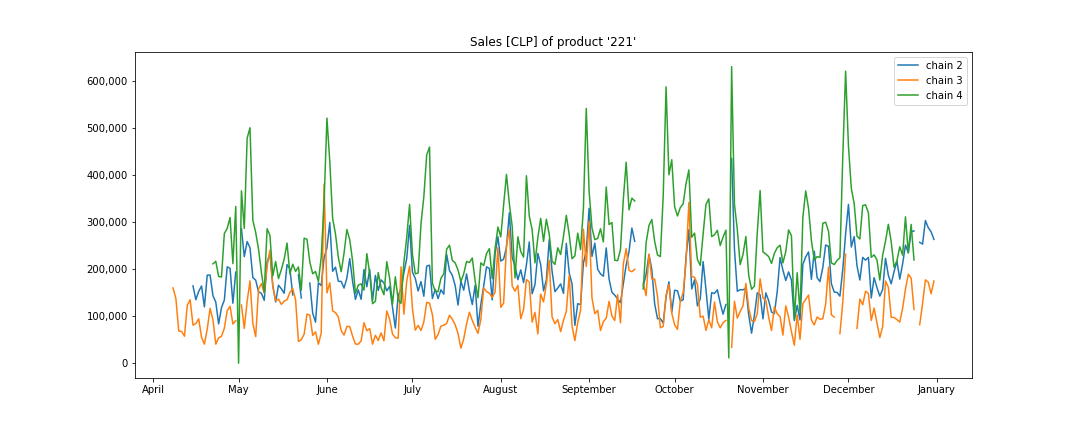 Sales [CLP] of product '221'
chain 2
chain 3
chain 4
600,000
500,000
400,000
300,000
200,000
100,000
0
April May June July August September October November December January